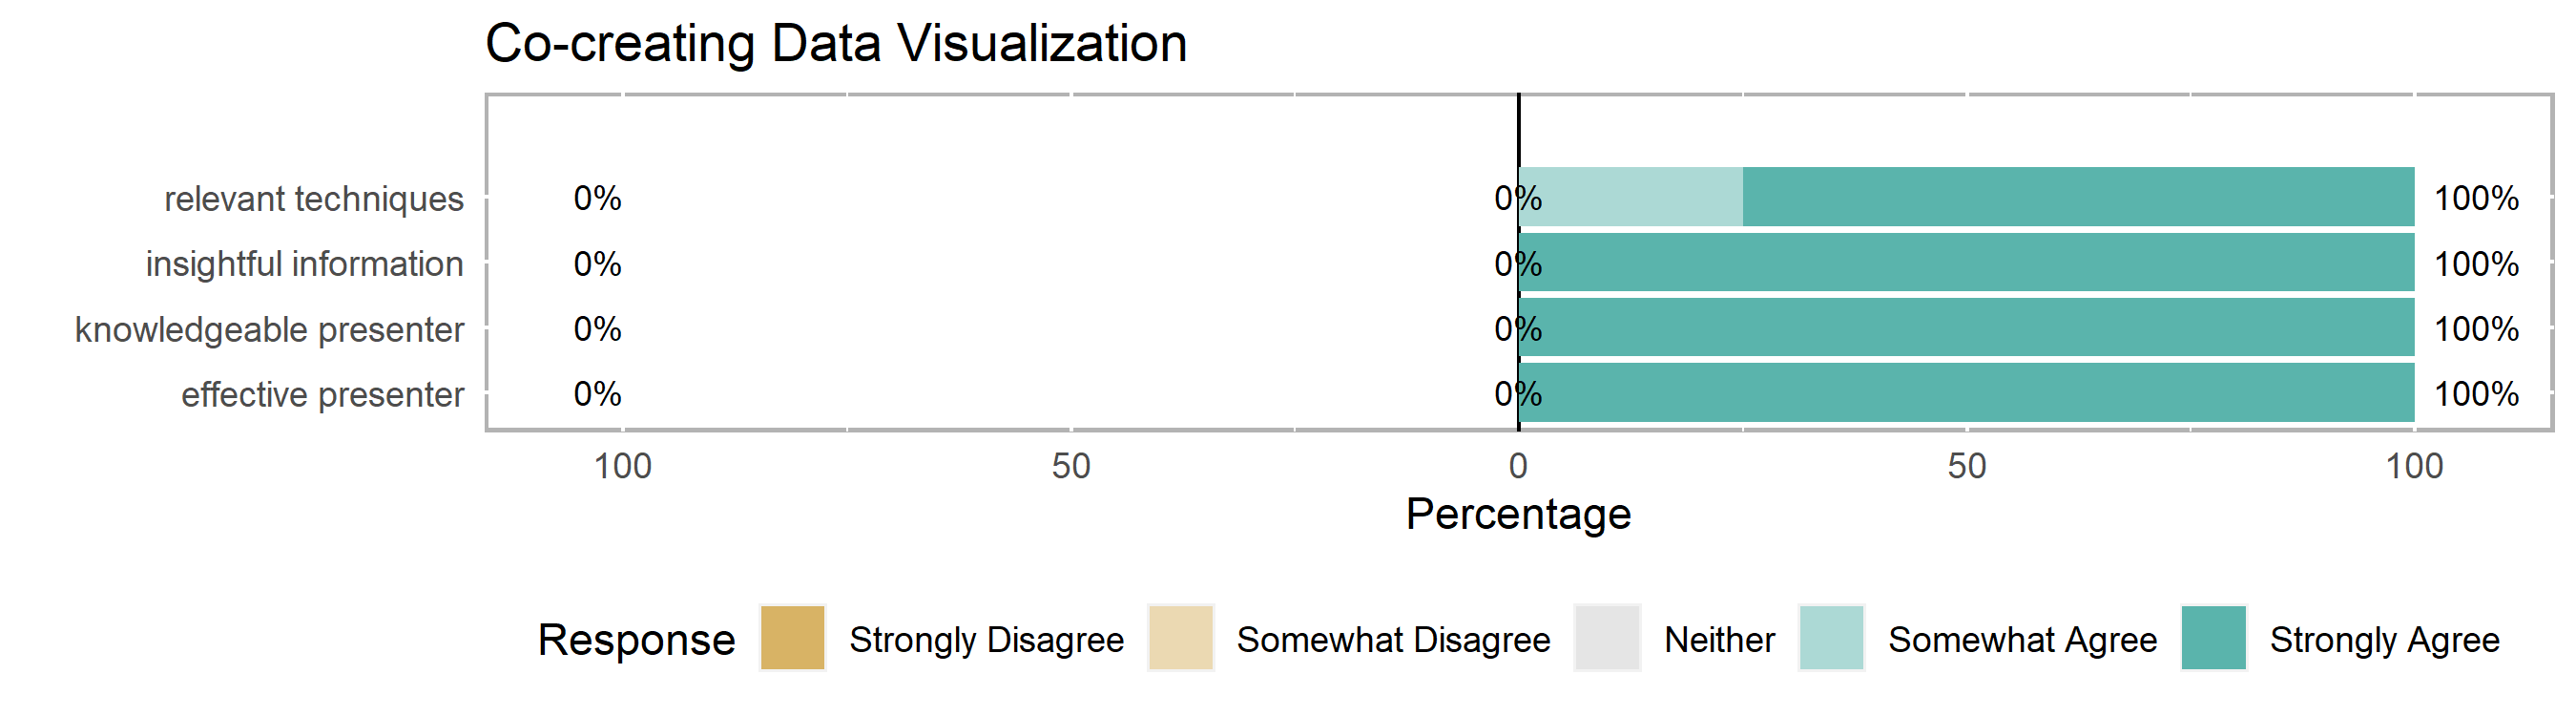 Co-creating Data Visualization
relevant techniques 0% 0% 100%
insightful information 0% 0% 100%
knowledgeable presenter 0% 0% 100%
effective presenter 0% 0% 100%
100 50 0 50 100
Percentage
Response Strongly Disagree Somewhat Disagree Neither Somewhat Agree Strongly Agree